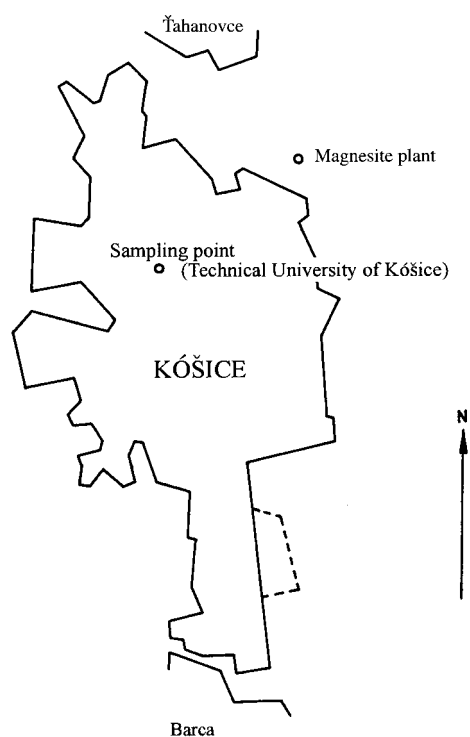 Ťahanovce
Magnesite plant
Sampling point
(Technical University of Kóšice)
KÓŠICE
N
Barca